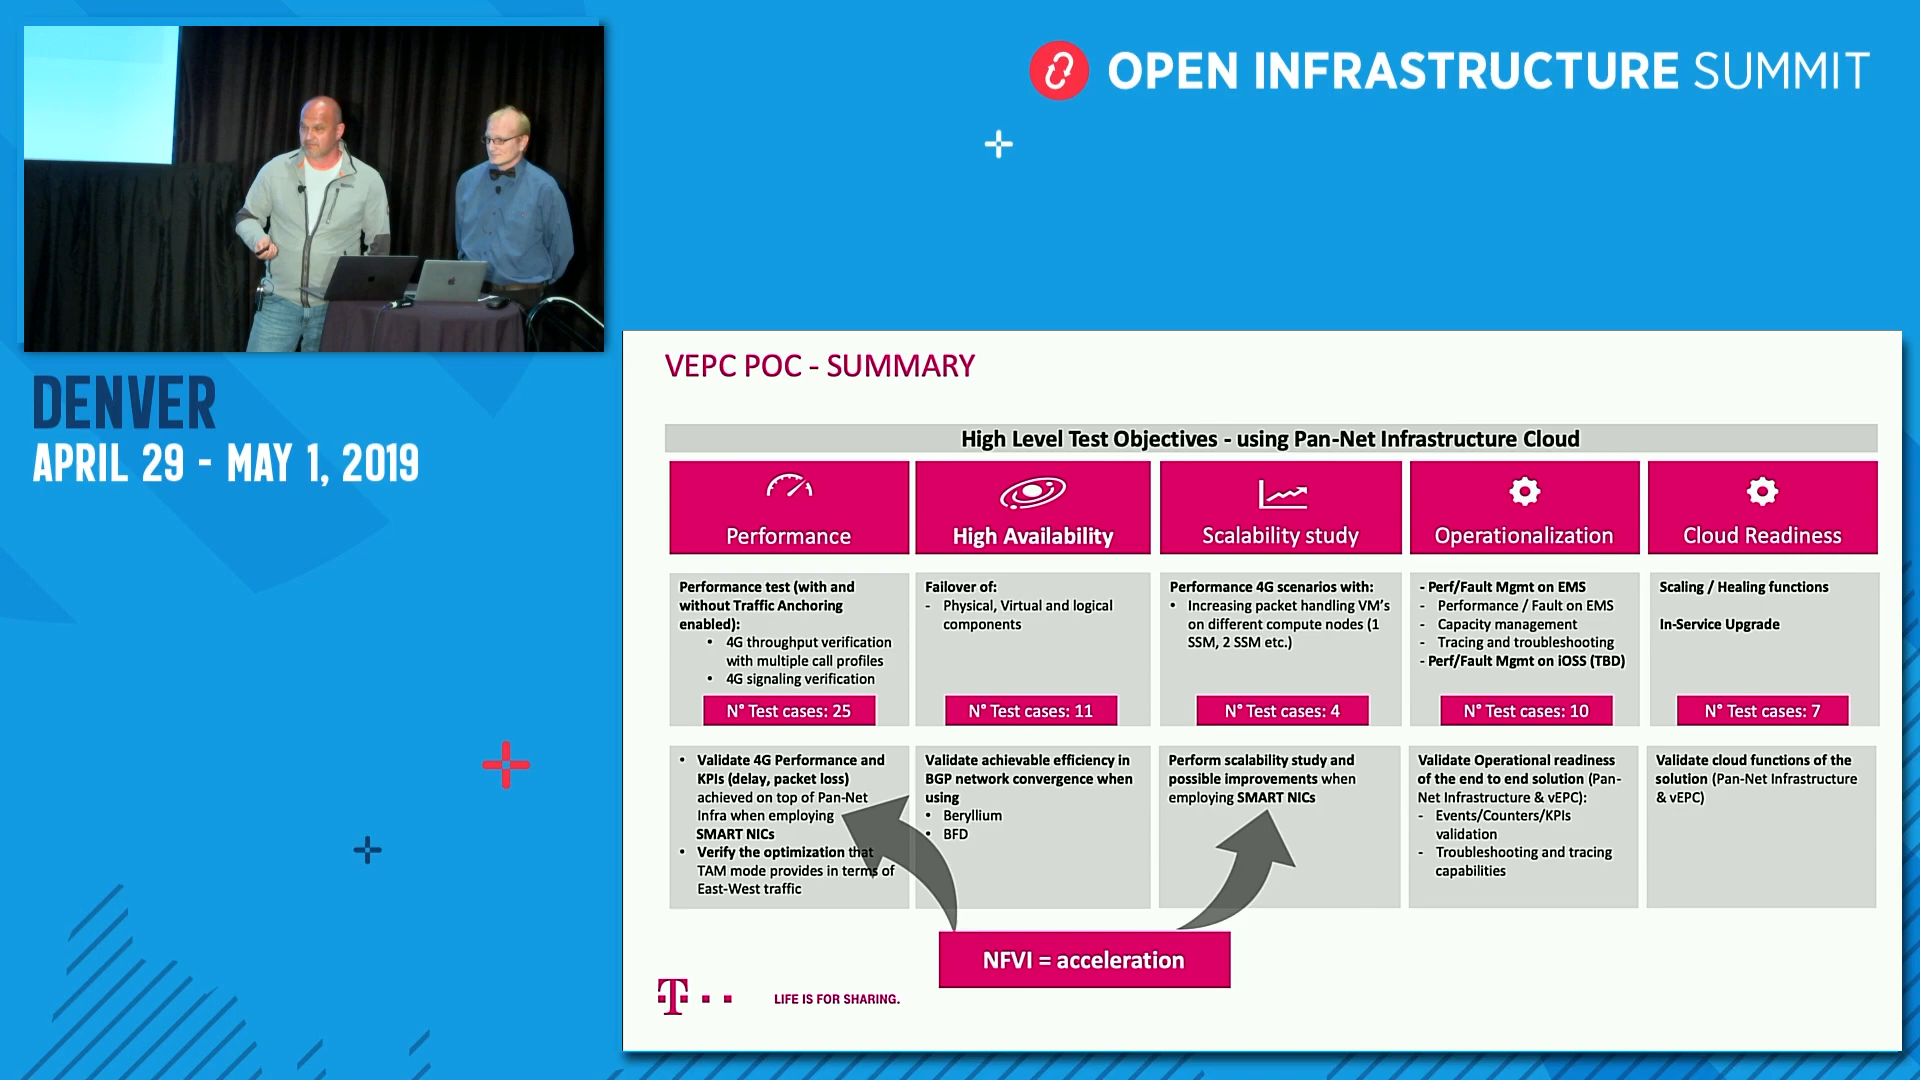 OPEN INFRASTRUCTURE SUMMIT
DENVER
APRIL 29 - MAY 1, 2019
VEPC POC - SUMMARY
High Level Test Objectives - using Pan-Net Infrastructure Cloud
Performance
High Availability
Scalability study
Operationalization
Cloud Readiness
Performance test (with and
without Traffic Anchoring
enabled):
• 4G throughput verification
with multiple call profiles
• 4G signaling verification
N° Test cases: 25
Failover of:
- Physical, Virtual and logical
components
N° Test cases: 11
Performance 4G scenarios with:
• Increasing packet handling VM's
on different compute nodes (1
SSM, 2 SSM etc.)
N° Test cases: 4
- Perf/Fault Mgmt on EMS
- Performance / Fault on EMS
- Capacity management
- Tracing and troubleshooting
- Perf/Fault Mgmt on iOSS (TBD)
N° Test cases: 10
Scaling / Healing functions
In-Service Upgrade
N° Test cases: 7
• Validate 4G Performance and
KPIs (delay, packet loss)
achieved on top of Pan-Net
Infra when employing
SMART NICs
• Verify the optimization that
TAM mode provides in terms of
East-West traffic
Validate achievable efficiency in
BGP network convergence when
using
• Beryllium
• BFD
Perform scalability study and
possible improvements when
employing SMART NICs
Validate Operational readiness
of the end to end solution (Pan-
Net Infrastructure & vEPC):
- Events/Counters/KPIs
validation
- Troubleshooting and tracing
capabilities
Validate cloud functions of the
solution (Pan-Net Infrastructure
& vEPC)
NFVI = acceleration
T
LIFE IS FOR SHARING.